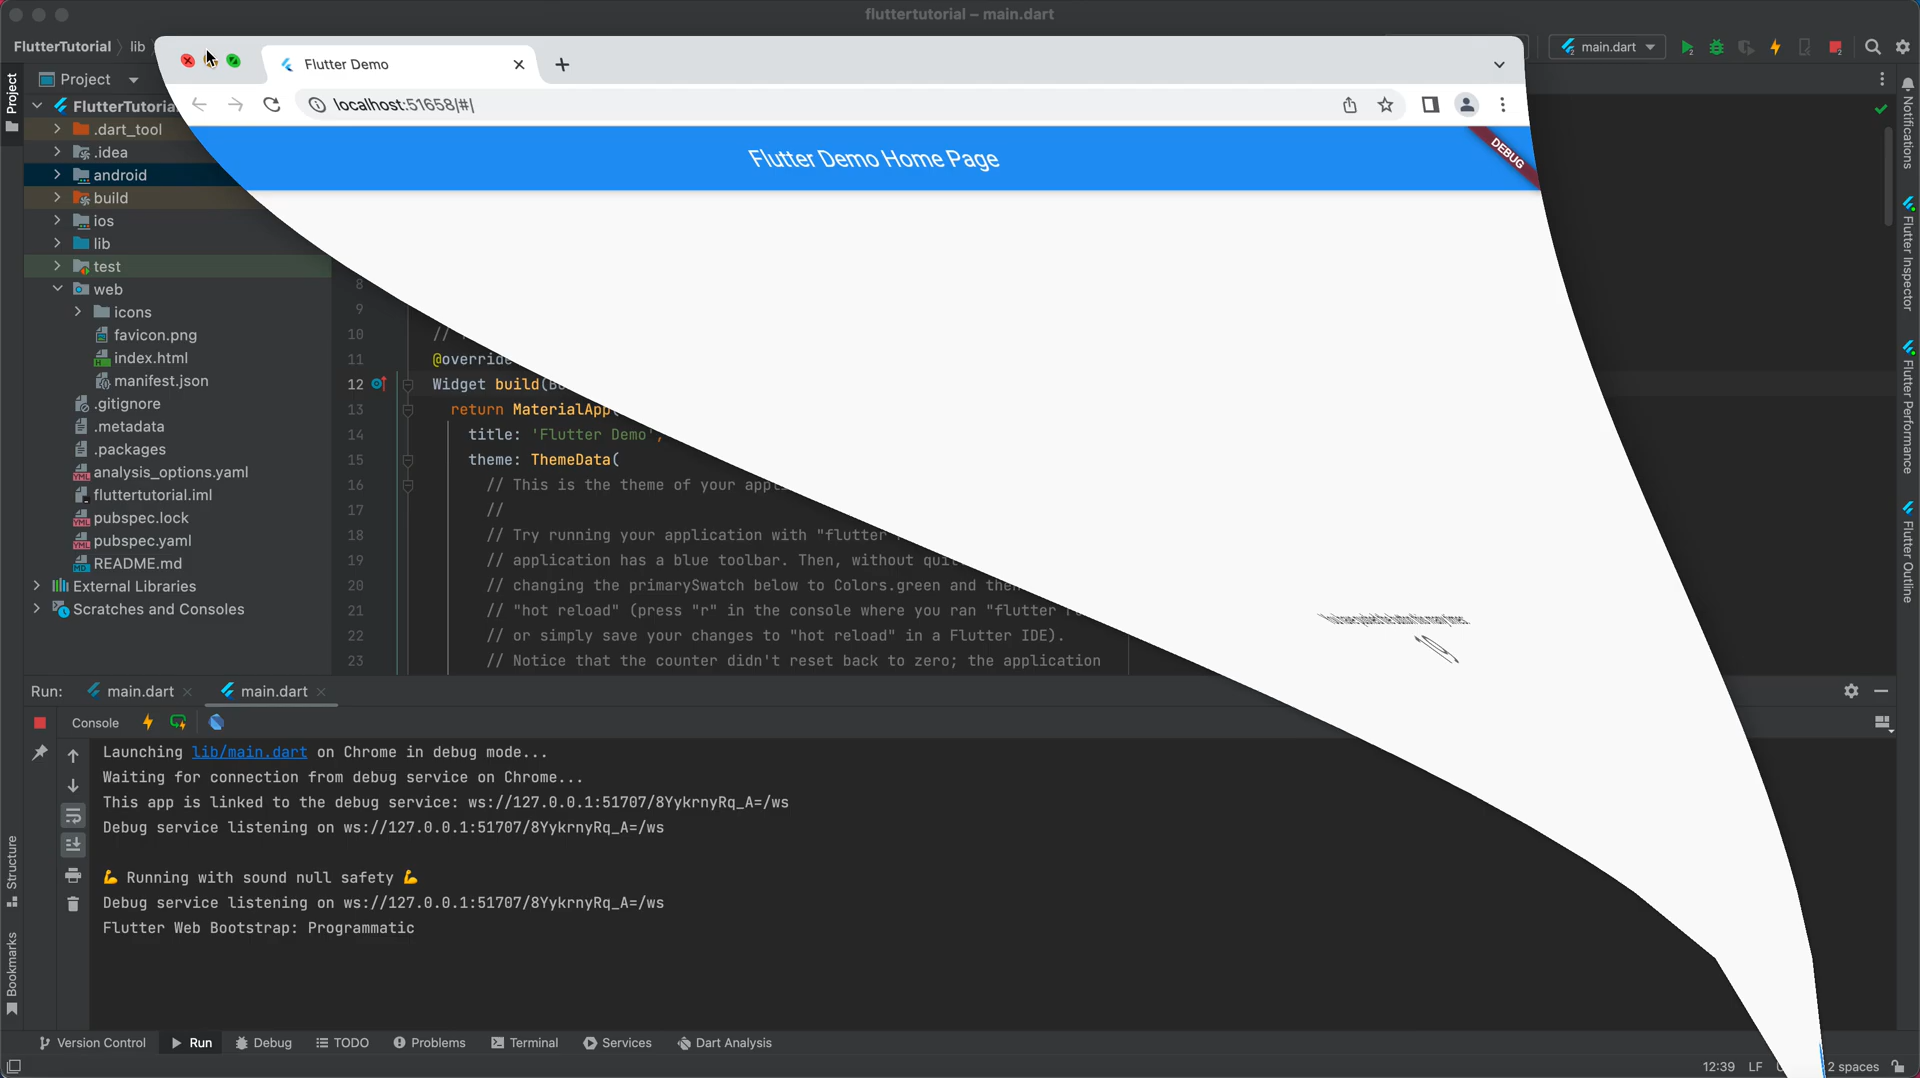 fluttertutorial – main.dart
FlutterTutorial
lib
main.dart
Flutter Demo
localhost:51658/#/
Flutter Demo Home Page
DEBUG
Project
Project
FlutterTutoria
.dart_tool
.idea
android
build
ios
lib
test
web
icons
favicon.png
index.html
manifest.json
.gitignore
.metadata
.packages
analysis_options.yaml
fluttertutorial.iml
pubspec.lock
pubspec.yaml
README.md
External Libraries
Scratches and Consoles
8
9
10 //
11 @override
12 Widget build(
13 return MaterialApp(
14 title: 'Flutter Demo',
15 theme: ThemeData(
16 // This is the theme of your
17 //
18 // Try running your application with "flutter
19 // application has a blue toolbar. Then, without
20 // changing the primarySwatch below to Colors.green and
21 // "hot reload" (press "r" in the console where you ran "flutter
22 // or simply save your changes to "hot reload" in a Flutter IDE).
23 // Notice that the counter didn't reset back to zero; the application
Notifications
Flutter Inspector
Flutter Performance
Flutter Outline
Run:
main.dart
main.dart
Console
Launching lib/main.dart on Chrome in debug mode...
Waiting for connection from debug service on Chrome...
This app is linked to the debug service: ws://127.0.0.1:51707/8YykrnyRq_A=/ws
Debug service listening on ws://127.0.0.1:51707/8YykrnyRq_A=/ws
💪 Running with sound null safety 💪
Debug service listening on ws://127.0.0.1:51707/8YykrnyRq_A=/ws
Flutter Web Bootstrap: Programmatic
Structure
Bookmarks
Version Control
Run
Debug
TODO
Problems
Terminal
Services
Dart Analysis
12:39
LF
2 spaces